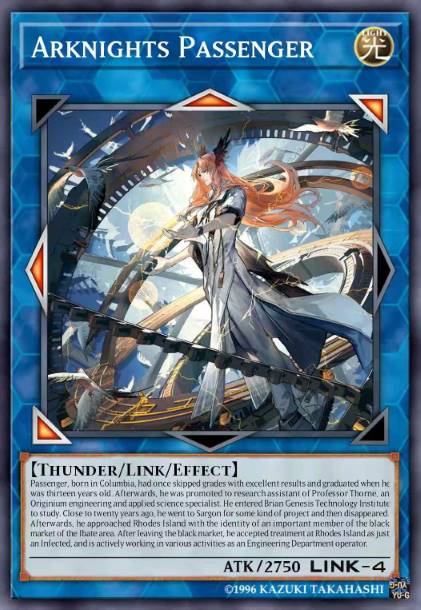 ARKNIGHTS PASSENGER
LIGHT
光
[THUNDER/LINK/EFFECT]
Passenger, born in Columbia, had once skipped grades with excellent results and graduated when he
was thirteen years old. Afterwards, he was promoted to research assistant of Professor Thorne, an
Originium engineering and applied science specialist. He entered Brian Genesis Technology Institute
to study. Close to twenty years ago, he went to Sargon for some kind of project and then disappeared.
Afterwards, he approached Rhodes Island with the identity of an important member of the black
market of the Ibate area. After leaving the black market, he accepted treatment at Rhodes Island as just
an Infected, and is actively working in various activities as an Engineering Department operator.
ATK/2750 LINK-4
©1996 KAZUKI TAKAHASHI